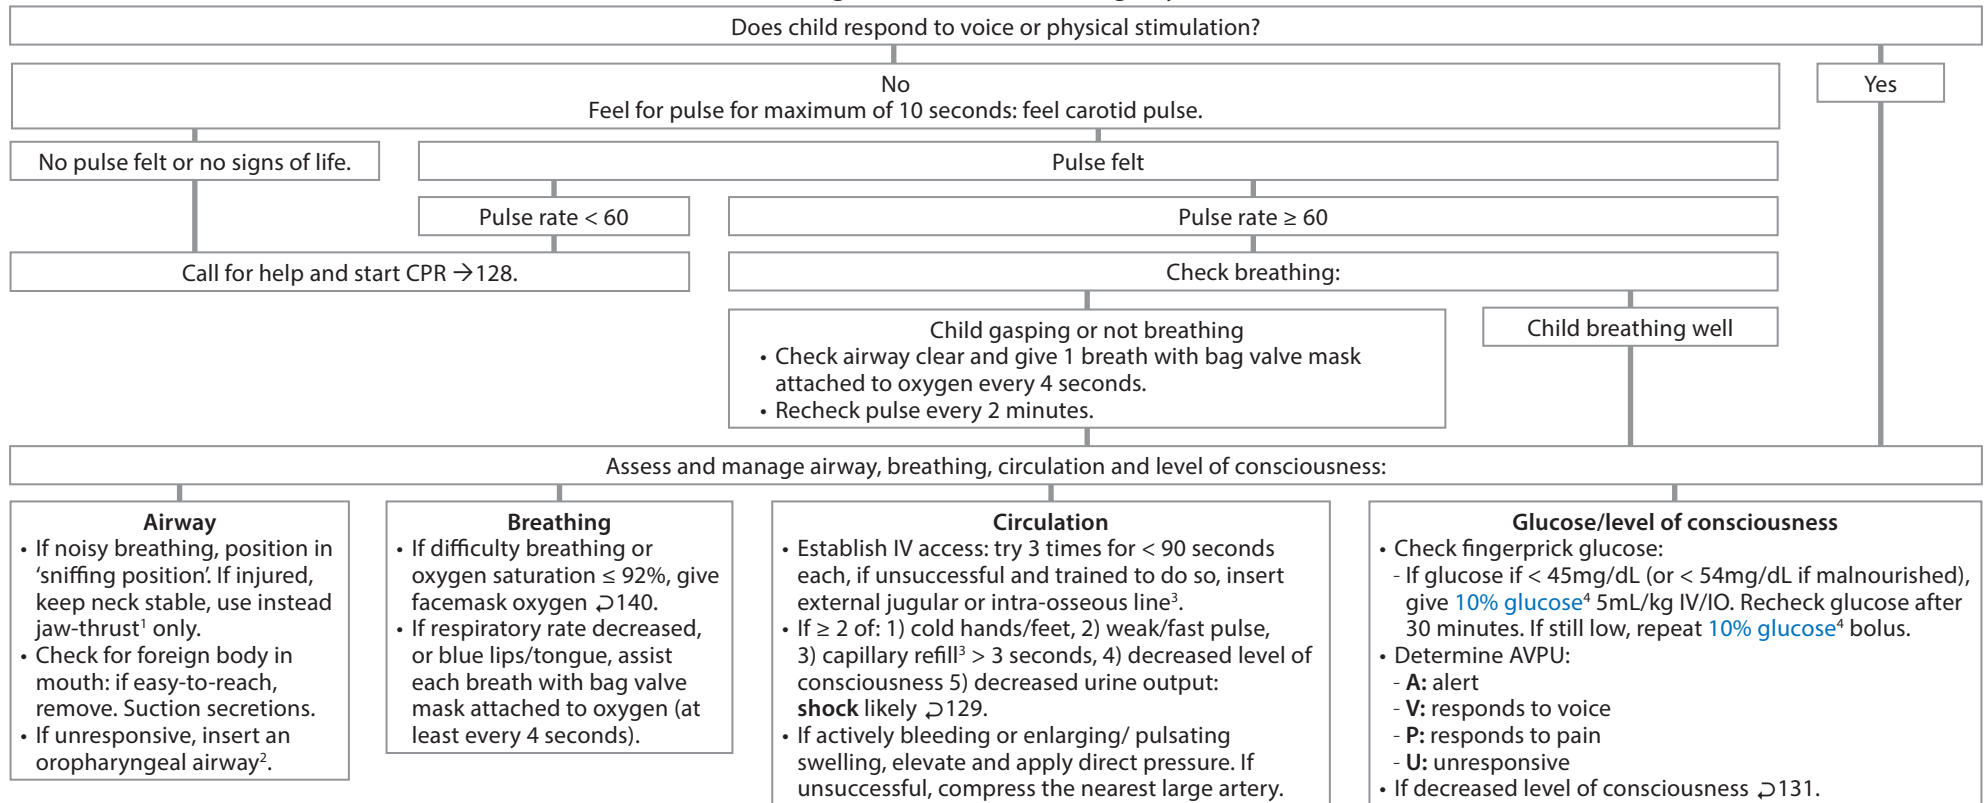 Does child respond to voice or physical stimulation?
No
Feel for pulse for maximum of 10 seconds: feel carotid pulse.
Yes
No pulse felt or no signs of life.
Pulse felt
Pulse rate < 60
Pulse rate ≥ 60
Call for help and start CPR →128.
Check breathing:
Child gasping or not breathing
• Check airway clear and give 1 breath with bag valve mask
attached to oxygen every 4 seconds.
• Recheck pulse every 2 minutes.
Child breathing well
Assess and manage airway, breathing, circulation and level of consciousness:
Airway
• If noisy breathing, position in
'sniffing position'. If injured,
keep neck stable, use instead
jaw-thrust¹ only.
• Check for foreign body in
mouth: if easy-to-reach,
remove. Suction secretions.
• If unresponsive, insert an
oropharyngeal airway².
Breathing
• If difficulty breathing or
oxygen saturation ≤ 92%, give
facemask oxygen ⮌140.
• If respiratory rate decreased,
or blue lips/tongue, assist
each breath with bag valve
mask attached to oxygen (at
least every 4 seconds).
Circulation
• Establish IV access: try 3 times for < 90 seconds
each, if unsuccessful and trained to do so, insert
external jugular or intra-osseous line³.
• If ≥ 2 of: 1) cold hands/feet, 2) weak/fast pulse,
3) capillary refill³ > 3 seconds, 4) decreased level of
consciousness 5) decreased urine output:
shock likely ⮌129.
• If actively bleeding or enlarging/ pulsating
swelling, elevate and apply direct pressure. If
unsuccessful, compress the nearest large artery.
Glucose/level of consciousness
• Check fingerprick glucose:
- If glucose if < 45mg/dL (or < 54mg/dL if malnourished),
give 10% glucose⁴ 5mL/kg IV/IO. Recheck glucose after
30 minutes. If still low, repeat 10% glucose⁴ bolus.
• Determine AVPU:
- A: alert
- V: responds to voice
- P: responds to pain
- U: unresponsive
• If decreased level of consciousness ⮌131.